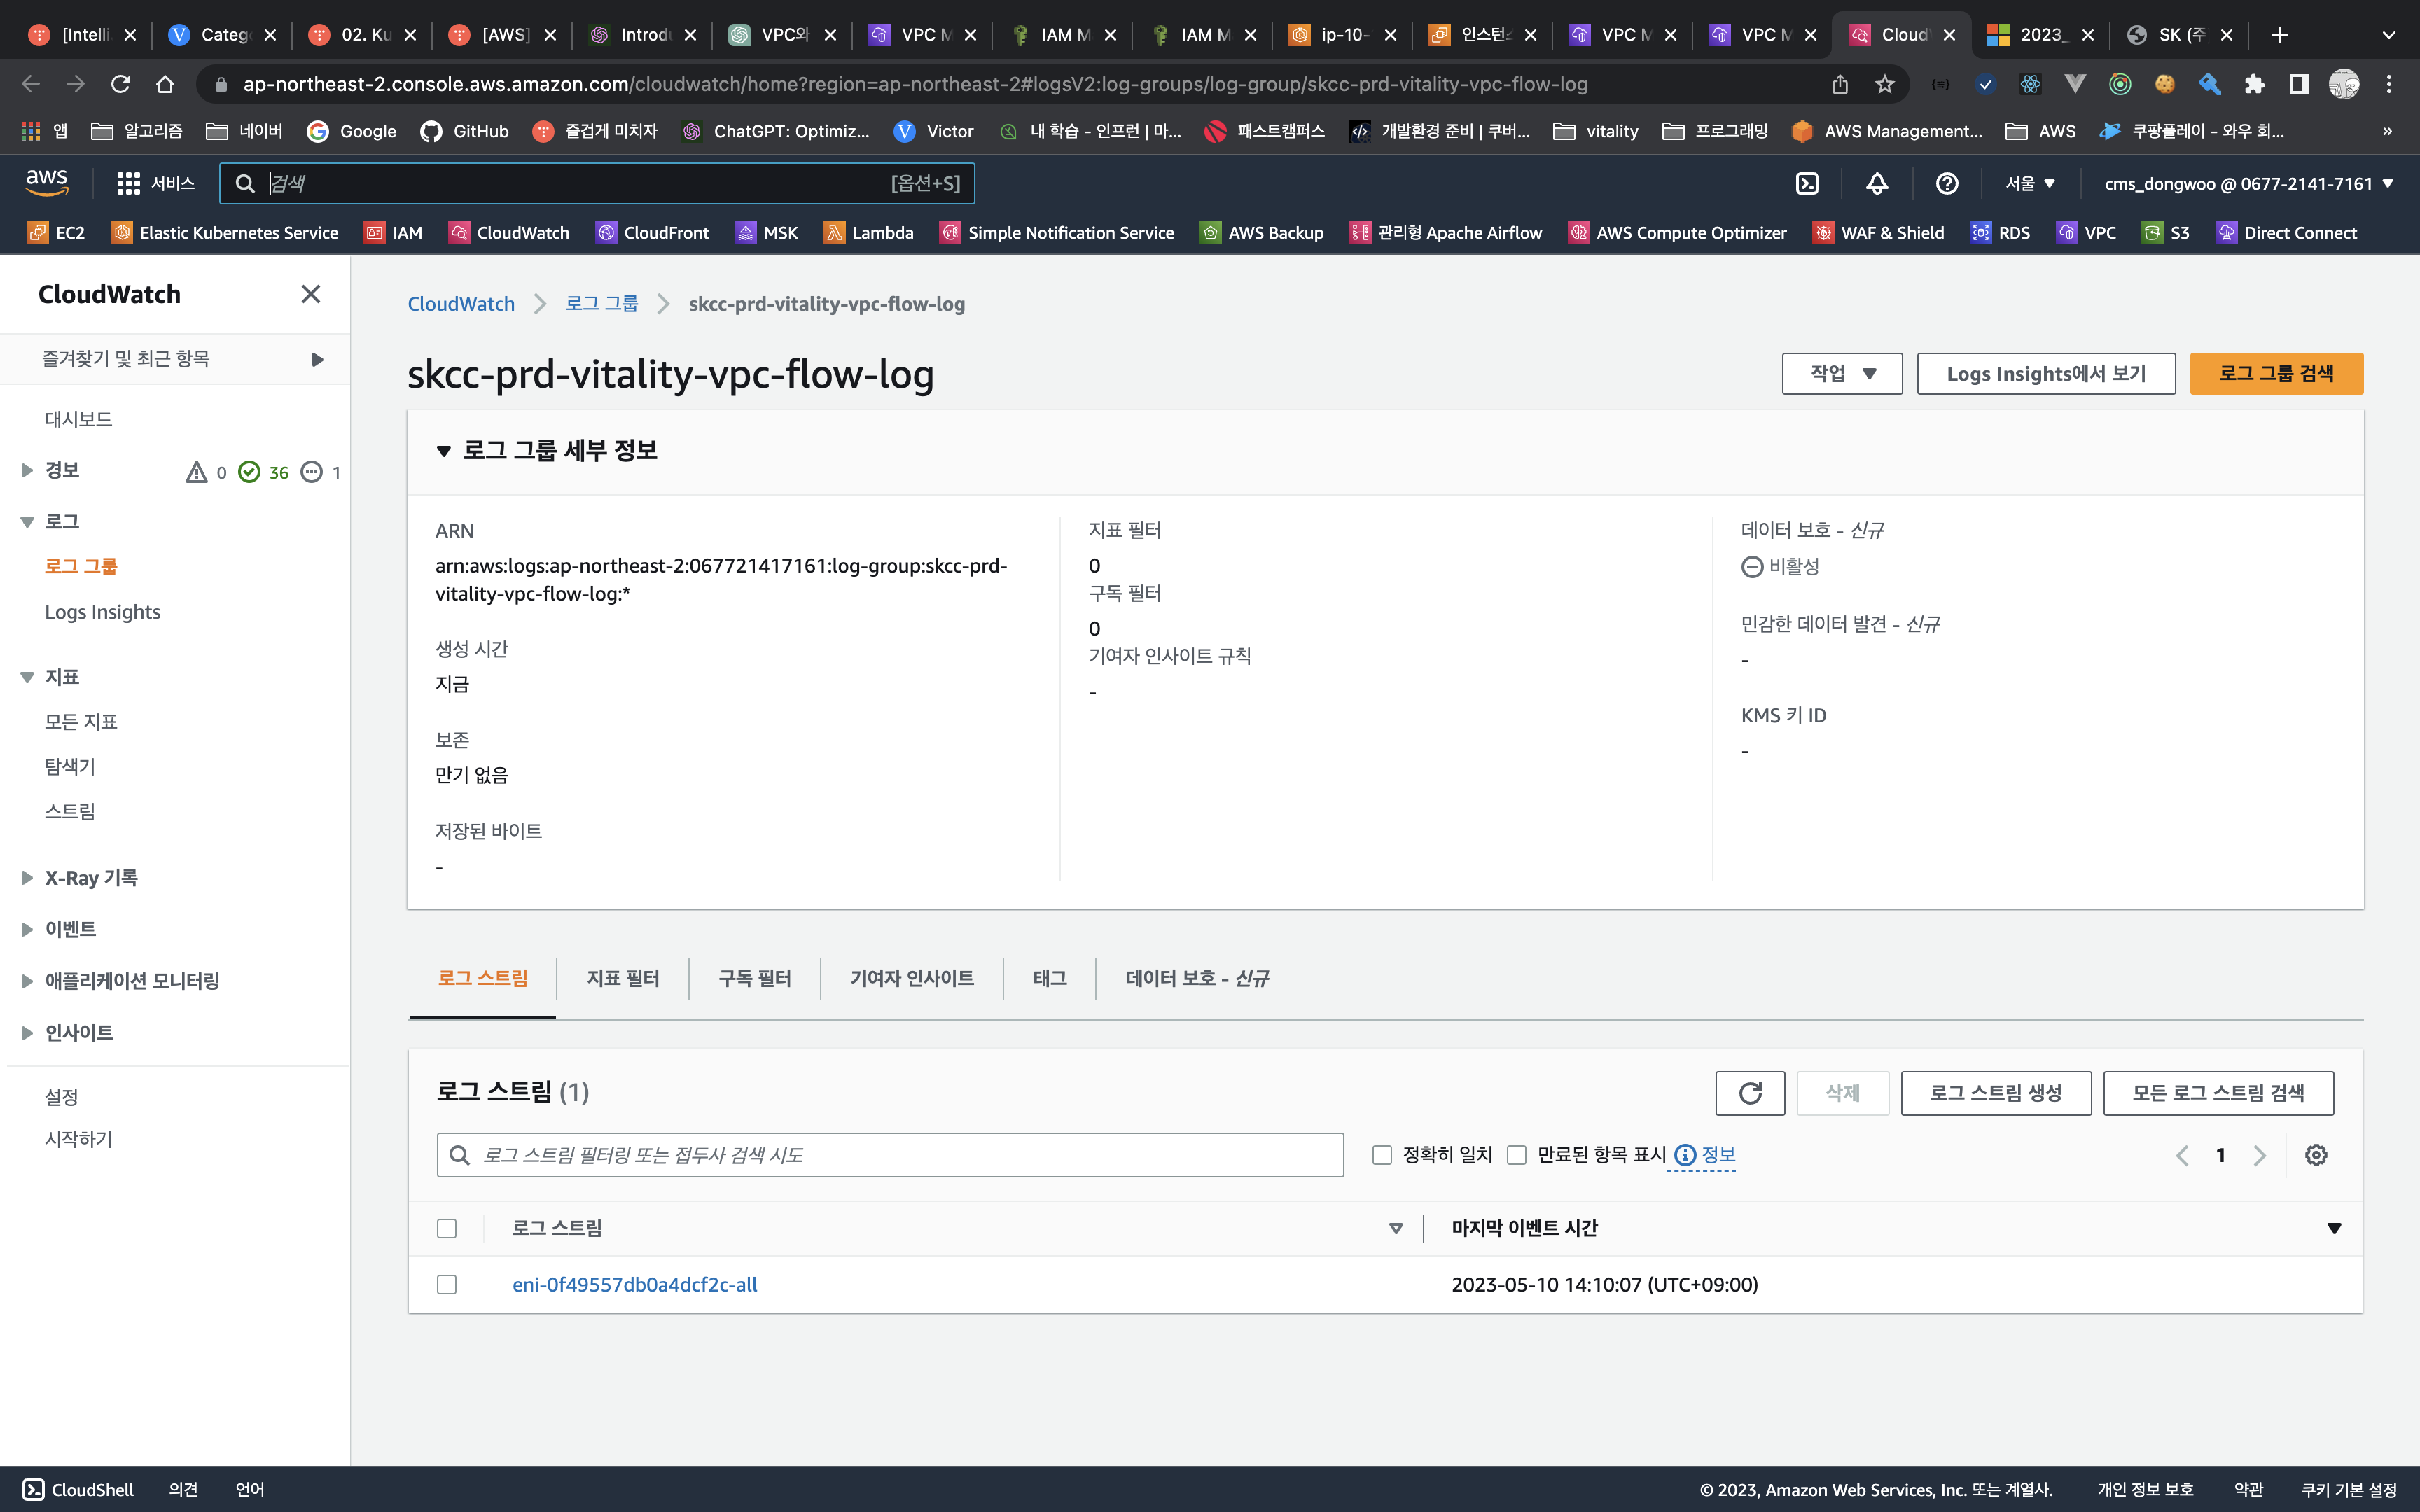 [Intelli
Categ
02. Ku
[AWS]
Introdu
VPC와
VPC M
IAM M
IAM M
ip-10-
인스턴스
VPC M
VPC M
Cloud
2023_
SK (주
ap-northeast-2.console.aws.amazon.com/cloudwatch/home?region=ap-northeast-2#logsV2:log-groups/log-group/skcc-prd-vitality-vpc-flow-log
앱
알고리즘
네이버
Google
GitHub
즐겁게 미치자
ChatGPT: Optimiz...
Victor
내 학습 - 인프런 | 마...
패스트캠퍼스
개발환경 준비 | 쿠버...
vitality
프로그래밍
AWS Management...
AWS
쿠팡플레이 - 와우 회...
»
aws
서비스
검색
[옵션+S]
서울
cms_dongwoo @ 0677-2141-7161
EC2
Elastic Kubernetes Service
IAM
CloudWatch
CloudFront
MSK
Lambda
Simple Notification Service
AWS Backup
관리형 Apache Airflow
AWS Compute Optimizer
WAF & Shield
RDS
VPC
S3
Direct Connect
CloudWatch
즐겨찾기 및 최근 항목
대시보드
경보 0 36 1
로그
로그 그룹
Logs Insights
지표
모든 지표
탐색기
스트림
X-Ray 기록
이벤트
애플리케이션 모니터링
인사이트
설정
시작하기
CloudWatch
로그 그룹
skcc-prd-vitality-vpc-flow-log
skcc-prd-vitality-vpc-flow-log
작업
Logs Insights에서 보기
로그 그룹 검색
로그 그룹 세부 정보
ARN
arn:aws:logs:ap-northeast-2:067721417161:log-group:skcc-prd-
vitality-vpc-flow-log:*
생성 시간
지금
보존
만기 없음
저장된 바이트
-
지표 필터
0
구독 필터
0
기여자 인사이트 규칙
-
데이터 보호 - 신규
비활성
민감한 데이터 발견 - 신규
-
KMS 키 ID
-
로그 스트림
지표 필터
구독 필터
기여자 인사이트
태그
데이터 보호 - 신규
로그 스트림 (1)
삭제
로그 스트림 생성
모든 로그 스트림 검색
로그 스트림 필터링 또는 접두사 검색 시도
정확히 일치
만료된 항목 표시
정보
1
로그 스트림
마지막 이벤트 시간
eni-0f49557db0a4dcf2c-all
2023-05-10 14:10:07 (UTC+09:00)
CloudShell
의견
언어
© 2023, Amazon Web Services, Inc. 또는 계열사.
개인 정보 보호
약관
쿠키 기본 설정